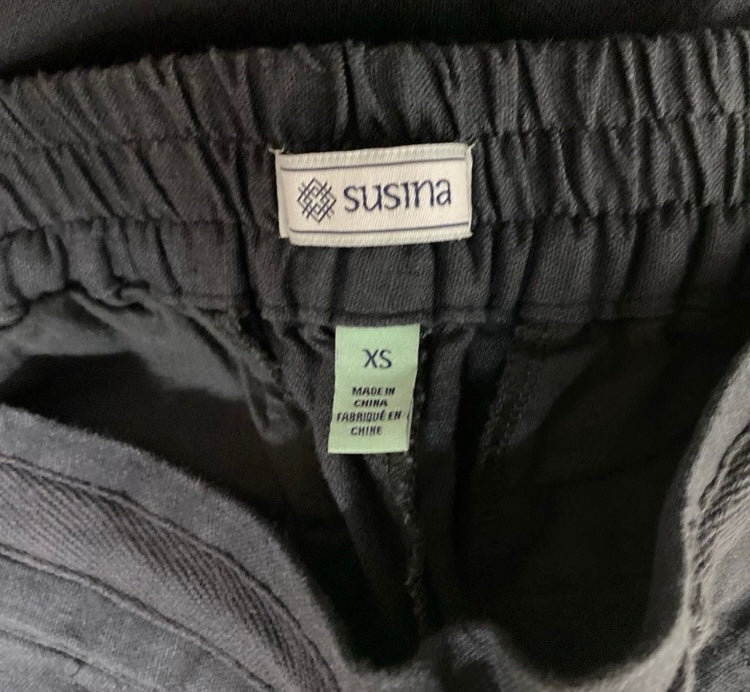 susina
XS
MADE IN
CHINA
FABRIQUÉ EN
CHINE